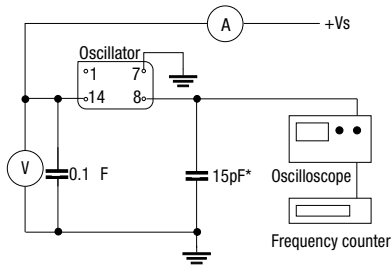 A
+Vs
Oscillator
1 7
14 8
V
0.1 F
15pF*
Oscilloscope
Frequency counter